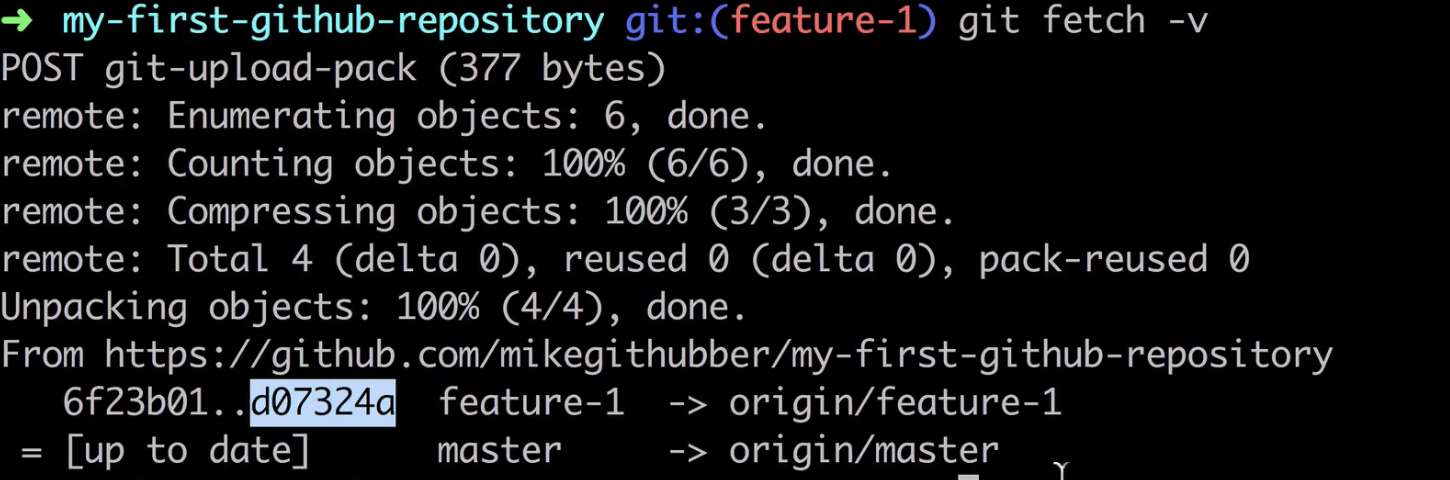 ➜ my-first-github-repository git:(feature-1) git fetch -v
POST git-upload-pack (377 bytes)
remote: Enumerating objects: 6, done.
remote: Counting objects: 100% (6/6), done.
remote: Compressing objects: 100% (3/3), done.
remote: Total 4 (delta 0), reused 0 (delta 0), pack-reused 0
Unpacking objects: 100% (4/4), done.
From https://github.com/mikegithubber/my-first-github-repository
   6f23b01..d07324a  feature-1  -> origin/feature-1
 = [up to date]      master     -> origin/master